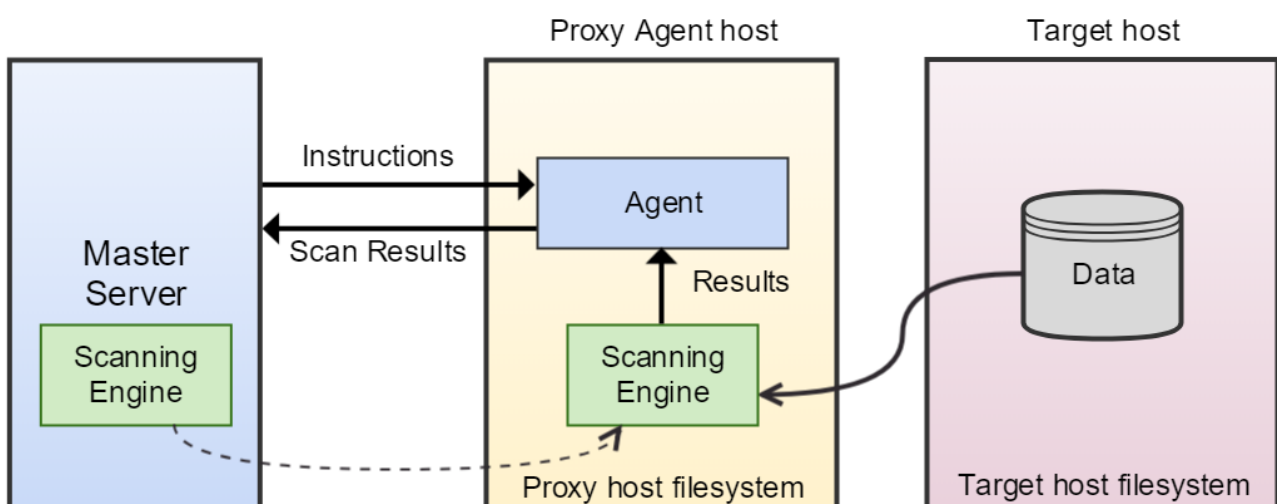 Proxy Agent host
Target host
Instructions
Agent
Scan Results
Master
Server
Results
Data
Scanning
Engine
Scanning
Engine
Proxy host filesystem
Target host filesystem